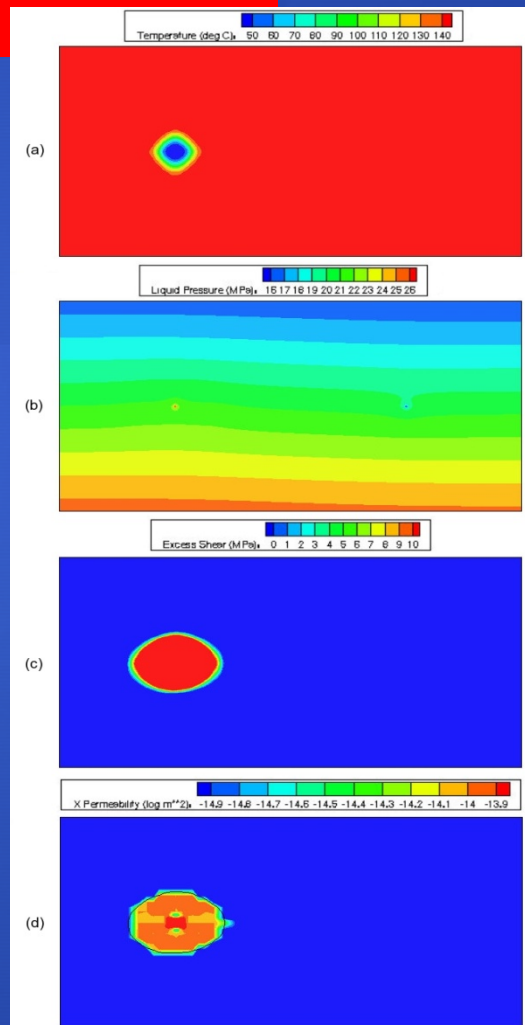 Temperature (deg C):
50 60 70 80 90 100 110 120 130 140
(a)
Liquid Pressure (MPa):
16 17 18 19 20 21 22 23 24 25 26
(b)
Excess Shear (MPa):
0 1 2 3 4 5 6 7 8 9 10
(c)
X Permeability (log m^2):
-14.9 -14.8 -14.7 -14.6 -14.5 -14.4 -14.3 -14.2 -14.1 -14 -13.9
(d)